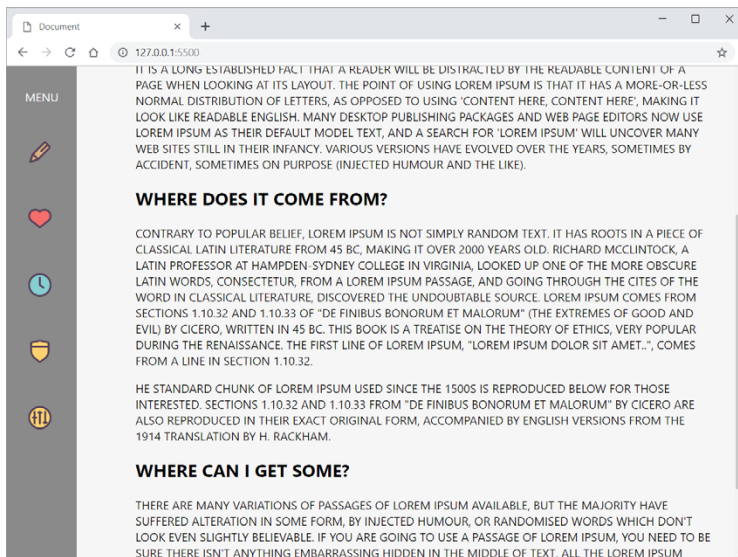 Document
127.0.0.1:5500
MENU
IT IS A LONG ESTABLISHED FACT THAT A READER WILL BE DISTRACTED BY THE READABLE CONTENT OF A
PAGE WHEN LOOKING AT ITS LAYOUT. THE POINT OF USING LOREM IPSUM IS THAT IT HAS A MORE-OR-LESS
NORMAL DISTRIBUTION OF LETTERS, AS OPPOSED TO USING 'CONTENT HERE, CONTENT HERE', MAKING IT
LOOK LIKE READABLE ENGLISH. MANY DESKTOP PUBLISHING PACKAGES AND WEB PAGE EDITORS NOW USE
LOREM IPSUM AS THEIR DEFAULT MODEL TEXT, AND A SEARCH FOR 'LOREM IPSUM' WILL UNCOVER MANY
WEB SITES STILL IN THEIR INFANCY. VARIOUS VERSIONS HAVE EVOLVED OVER THE YEARS, SOMETIMES BY
ACCIDENT, SOMETIMES ON PURPOSE (INJECTED HUMOUR AND THE LIKE).
WHERE DOES IT COME FROM?
CONTRARY TO POPULAR BELIEF, LOREM IPSUM IS NOT SIMPLY RANDOM TEXT. IT HAS ROOTS IN A PIECE OF
CLASSICAL LATIN LITERATURE FROM 45 BC, MAKING IT OVER 2000 YEARS OLD. RICHARD MCCLINTOCK, A
LATIN PROFESSOR AT HAMPDEN-SYDNEY COLLEGE IN VIRGINIA, LOOKED UP ONE OF THE MORE OBSCURE
LATIN WORDS, CONSECTETUR, FROM A LOREM IPSUM PASSAGE, AND GOING THROUGH THE CITES OF THE
WORD IN CLASSICAL LITERATURE, DISCOVERED THE UNDOUBTABLE SOURCE. LOREM IPSUM COMES FROM
SECTIONS 1.10.32 AND 1.10.33 OF "DE FINIBUS BONORUM ET MALORUM" (THE EXTREMES OF GOOD AND
EVIL) BY CICERO, WRITTEN IN 45 BC. THIS BOOK IS A TREATISE ON THE THEORY OF ETHICS, VERY POPULAR
DURING THE RENAISSANCE. THE FIRST LINE OF LOREM IPSUM, "LOREM IPSUM DOLOR SIT AMET..", COMES
FROM A LINE IN SECTION 1.10.32.
HE STANDARD CHUNK OF LOREM IPSUM USED SINCE THE 1500S IS REPRODUCED BELOW FOR THOSE
INTERESTED. SECTIONS 1.10.32 AND 1.10.33 FROM "DE FINIBUS BONORUM ET MALORUM" BY CICERO ARE
ALSO REPRODUCED IN THEIR EXACT ORIGINAL FORM, ACCOMPANIED BY ENGLISH VERSIONS FROM THE
1914 TRANSLATION BY H. RACKHAM.
WHERE CAN I GET SOME?
THERE ARE MANY VARIATIONS OF PASSAGES OF LOREM IPSUM AVAILABLE, BUT THE MAJORITY HAVE
SUFFERED ALTERATION IN SOME FORM, BY INJECTED HUMOUR, OR RANDOMISED WORDS WHICH DON'T
LOOK EVEN SLIGHTLY BELIEVABLE. IF YOU ARE GOING TO USE A PASSAGE OF LOREM IPSUM, YOU NEED TO BE
SURE THERE ISN'T ANYTHING EMBARRASSING HIDDEN IN THE MIDDLE OF TEXT. ALL THE LOREM IPSUM